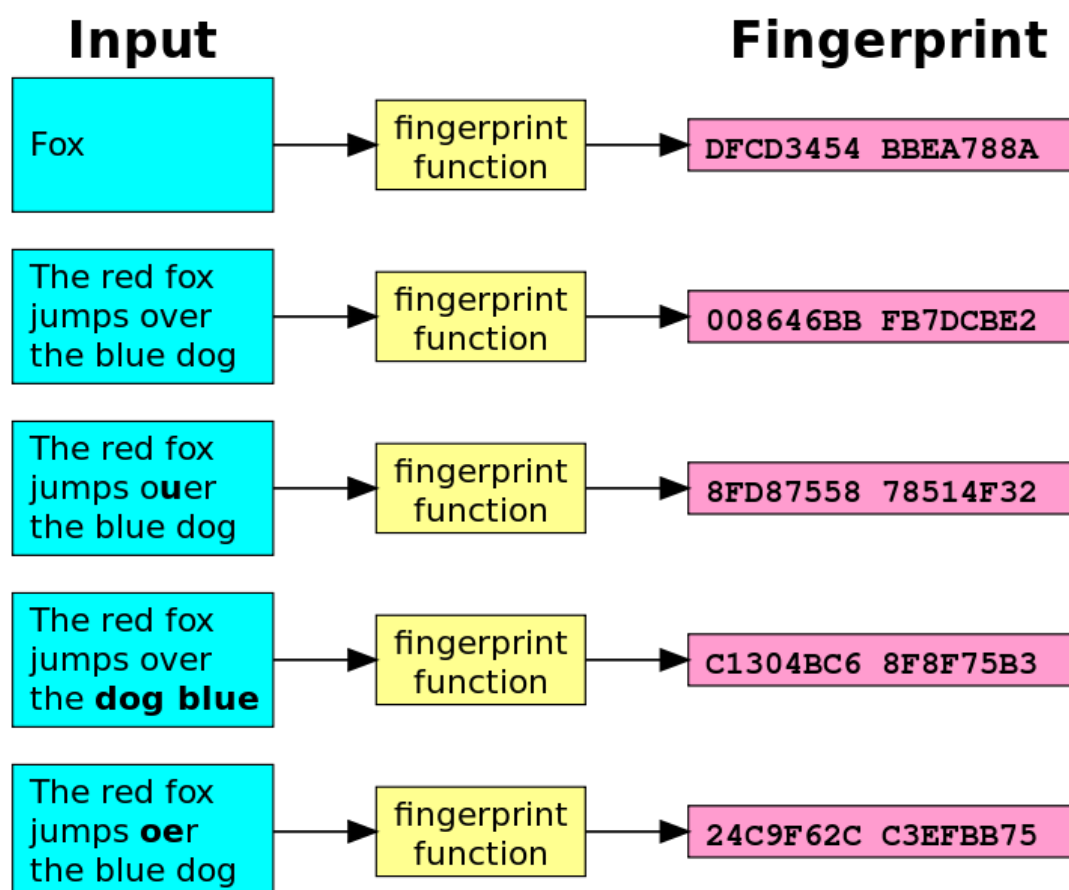 Input
Fingerprint
Fox
fingerprint
function
DFCD3454 BBEA788A
The red fox
jumps over
the blue dog
fingerprint
function
008646BB FB7DCBE2
The red fox
jumps ouer
the blue dog
fingerprint
function
8FD87558 78514F32
The red fox
jumps over
the dog blue
fingerprint
function
C1304BC6 8F8F75B3
The red fox
jumps oer
the blue dog
fingerprint
function
24C9F62C C3EFBB75